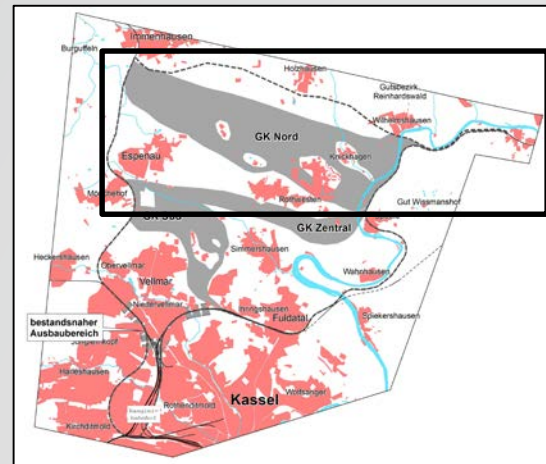 Immenhausen
Burguffeln
Holzhausen
Gutsbezirk
Reinhardswald
Wilhelmshausen
GK Nord
Knickhagen
Espenau
Rothwesten
Mönchehof
Gut Wissmanshof
GK Süd
GK Zentral
Simmershausen
Heckershausen
Obervellmar
Wahnhausen
Vellmar
Niedervellmar
Ihringshausen
bestandsnaher
Ausbaubereich
Fuldatal
Spiekershausen
Jungfernkopf
Harleshausen
Wolfsanger
Kassel
Rothenditmold
Kirchditmold